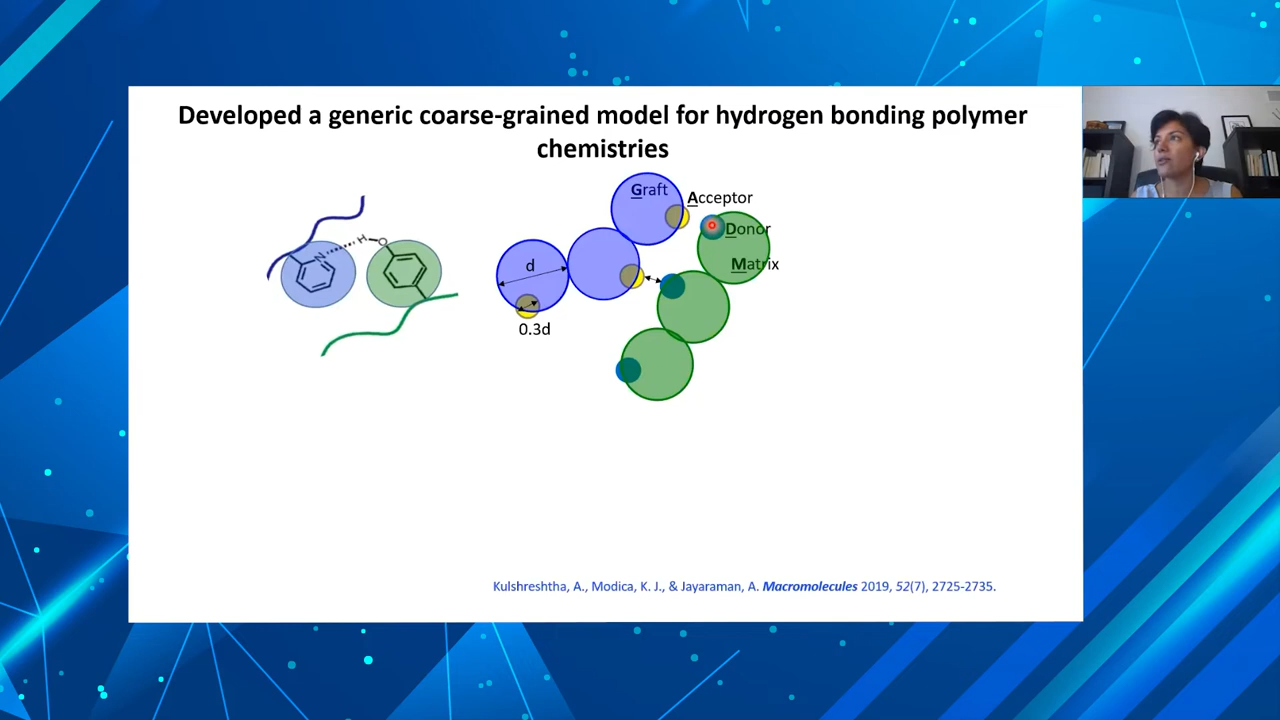 Developed a generic coarse-grained model for hydrogen bonding polymer
chemistries
Graft
Acceptor
Donor
Matrix
N
H
O
d
0.3d
Kulshreshtha, A., Modica, K. J., & Jayaraman, A. Macromolecules 2019, 52(7), 2725-2735.